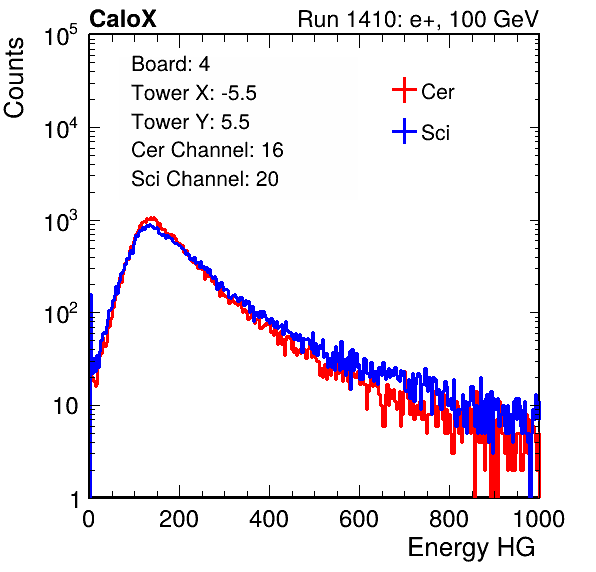 CaloX Run 1410: e+, 100 GeV
Counts
Board: 4
Tower X: -5.5
Tower Y: 5.5
Cer Channel: 16
Sci Channel: 20
Cer
Sci
10^5
10^4
10^3
10^2
10
1
0 200 400 600 800 1000
Energy HG